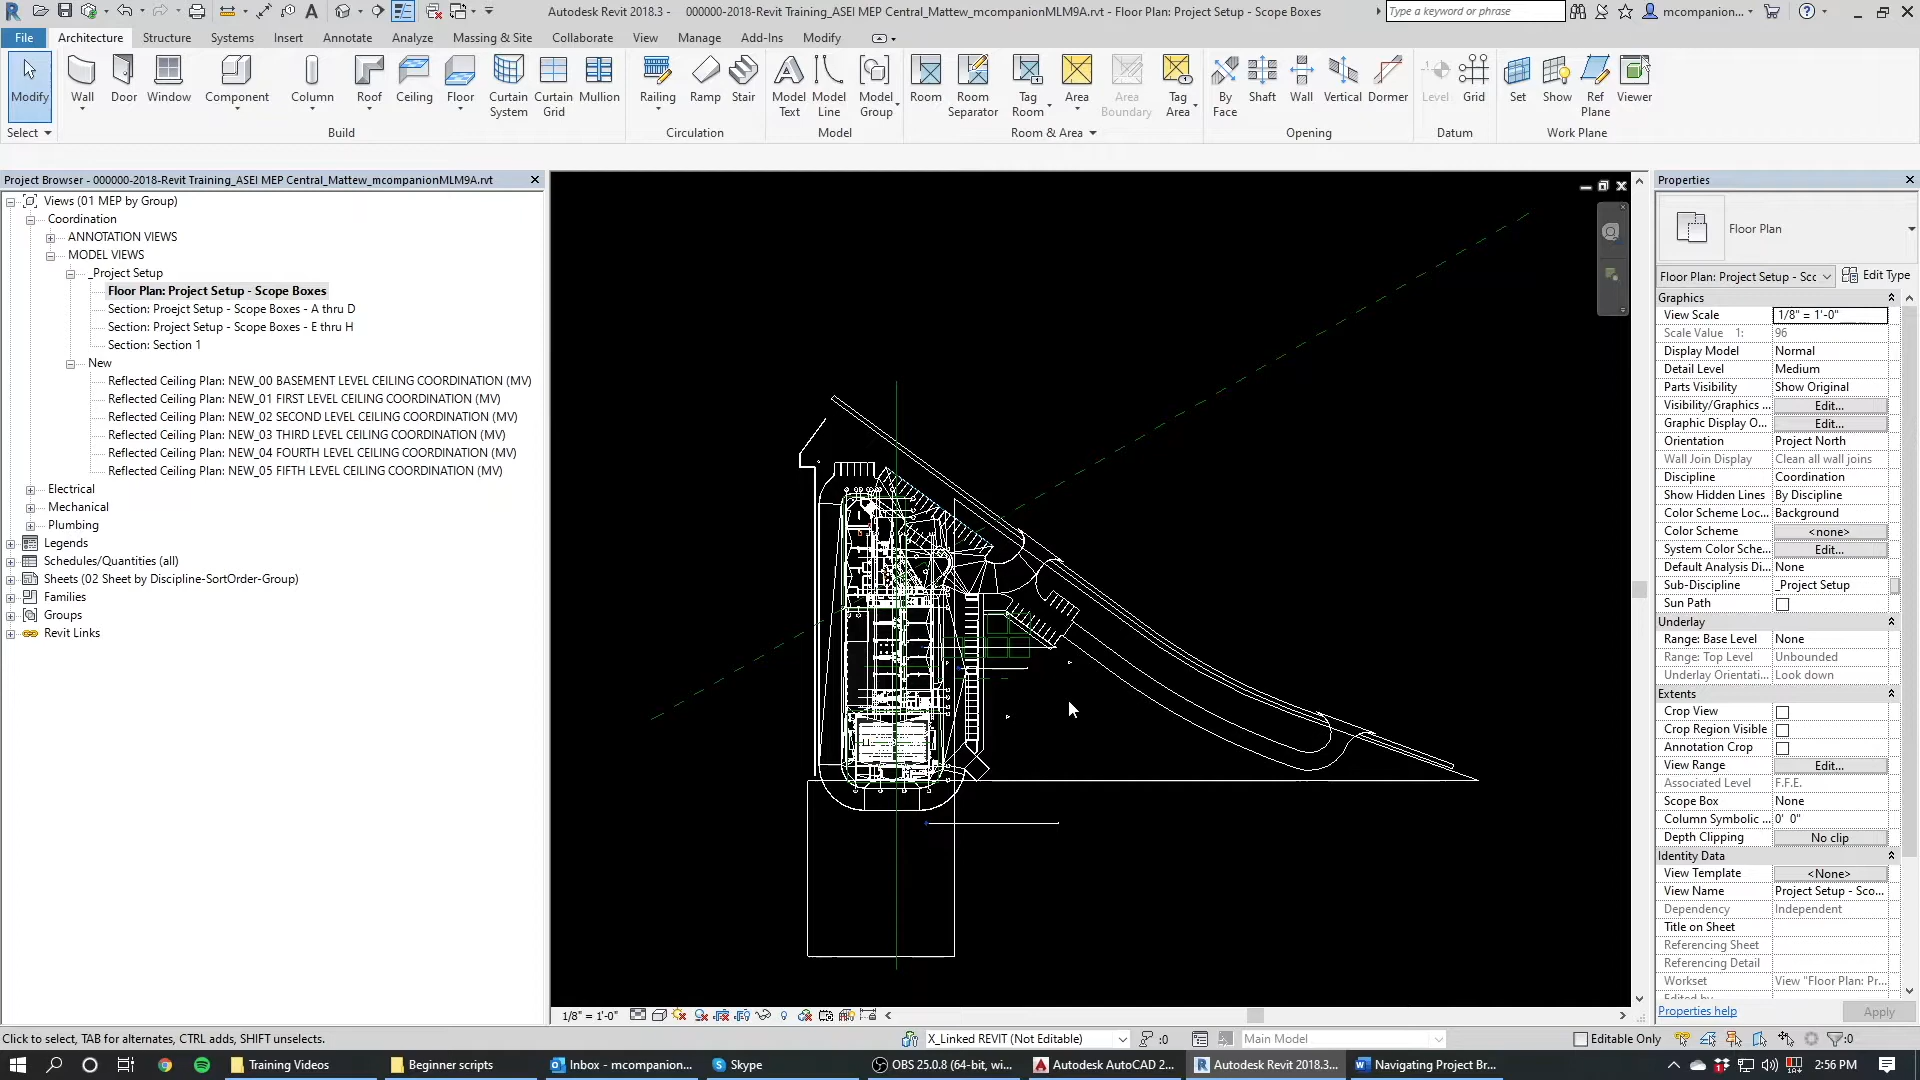 Autodesk Revit 2018.3 - 000000-2018-Revit Training_ASEI MEP Central_Mattew_mcompanionMLM9A.rvt - Floor Plan: Project Setup - Scope Boxes
Type a keyword or phrase
mcompanion...
File Architecture Structure Systems Insert Annotate Analyze Massing & Site Collaborate View Manage Add-Ins Modify
Modify Wall Door Window Component Column Roof Ceiling Floor Curtain System Curtain Grid Mullion Railing Ramp Stair Model Text Model Line Model Group Room Room Separator Tag Room Area Area Boundary Tag Area By Face Shaft Wall Vertical Dormer Level Grid Set Show Ref Plane Viewer
Select Build Circulation Model Room & Area Opening Datum Work Plane
Project Browser - 000000-2018-Revit Training_ASEI MEP Central_Mattew_mcompanionMLM9A.rvt
Views (01 MEP by Group)
Coordination
ANNOTATION VIEWS
MODEL VIEWS
_Project Setup
Floor Plan: Project Setup - Scope Boxes
Section: Proejct Setup - Scope Boxes - A thru D
Section: Proejct Setup - Scope Boxes - E thru H
Section: Section 1
New
Reflected Ceiling Plan: NEW_00 BASEMENT LEVEL CEILING COORDINATION (MV)
Reflected Ceiling Plan: NEW_01 FIRST LEVEL CEILING COORDINATION (MV)
Reflected Ceiling Plan: NEW_02 SECOND LEVEL CEILING COORDINATION (MV)
Reflected Ceiling Plan: NEW_03 THIRD LEVEL CEILING COORDINATION (MV)
Reflected Ceiling Plan: NEW_04 FOURTH LEVEL CEILING COORDINATION (MV)
Reflected Ceiling Plan: NEW_05 FIFTH LEVEL CEILING COORDINATION (MV)
Electrical
Mechanical
Plumbing
Legends
Schedules/Quantities (all)
Sheets (02 Sheet by Discipline-SortOrder-Group)
Families
Groups
Revit Links
Properties
Floor Plan
Floor Plan: Project Setup - Scc Edit Type
Graphics
View Scale 1/8" = 1'-0"
Scale Value 1: 96
Display Model Normal
Detail Level Medium
Parts Visibility Show Original
Visibility/Graphics ... Edit...
Graphic Display O... Edit...
Orientation Project North
Wall Join Display Clean all wall joins
Discipline Coordination
Show Hidden Lines By Discipline
Color Scheme Loc... Background
Color Scheme <none>
System Color Sche... Edit...
Default Analysis Di... None
Sub-Discipline _Project Setup
Sun Path
Underlay
Range: Base Level None
Range: Top Level Unbounded
Underlay Orientati... Look down
Extents
Crop View
Crop Region Visible
Annotation Crop
View Range Edit...
Associated Level F.F.E.
Scope Box None
Column Symbolic ... 0' 0"
Depth Clipping No clip
Identity Data
View Template <None>
View Name Project Setup - Sco...
Dependency Independent
Title on Sheet
Referencing Sheet
Referencing Detail
Workset View "Floor Plan: Pr...
Properties help Apply
1/8" = 1'-0"
Click to select, TAB for alternates, CTRL adds, SHIFT unselects.
X_Linked REVIT (Not Editable) :0 Main Model Editable Only :0
Training Videos Beginner scripts Inbox - mcompanion... Skype OBS 25.0.8 (64-bit, wi... Autodesk AutoCAD 2... Autodesk Revit 2018.3... Navigating Project Br... 2:56 PM